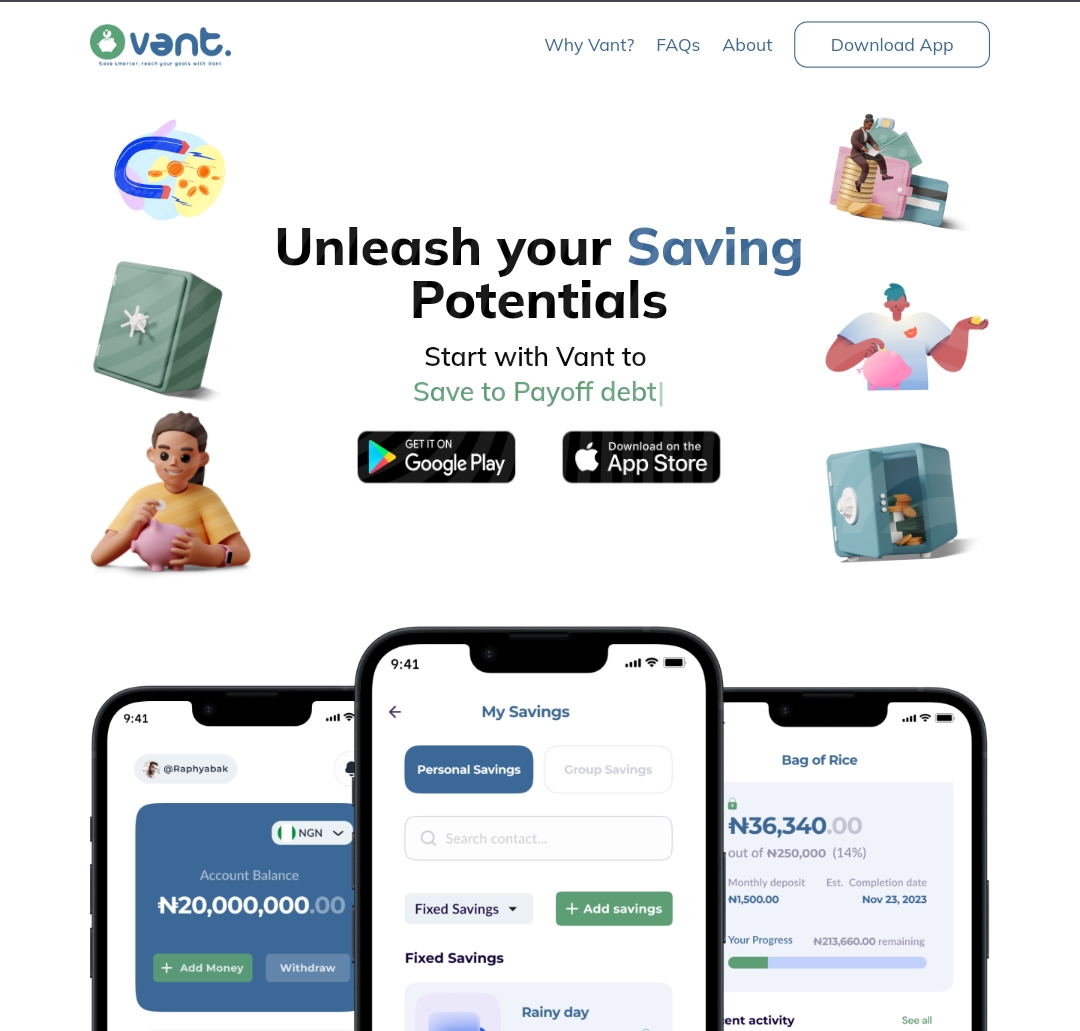 vant.
Save smarter, reach your goals with Vant
Why Vant?
FAQs
About
Download App
Unleash your Saving
Potentials
Start with Vant to
Save to Payoff debt|
GET IT ON
Google Play
Download on the
App Store
9:41
@Raphyabak
NGN
Account Balance
₦20,000,000.00
+ Add Money
Withdraw
9:41
My Savings
Personal Savings
Group Savings
Search contact...
Fixed Savings
+ Add savings
Fixed Savings
Rainy day
Bag of Rice
₦36,340.00
out of ₦250,000 (14%)
Monthly deposit
Est. Completion date
₦1,500.00
Nov 23, 2023
Your Progress
₦213,660.00 remaining
ent activity
See all